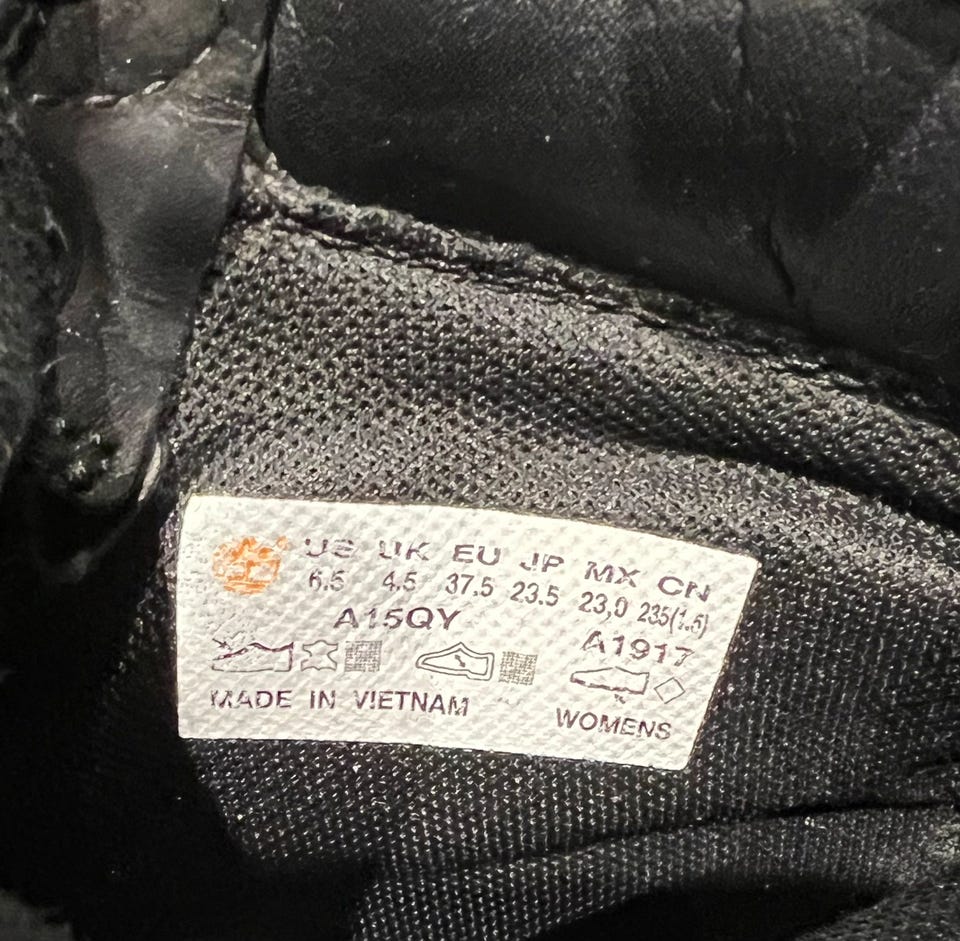 US UK EU JP MX CN
6.5 4.5 37.5 23.5 23,0 235(1.5)
A15QY A1917
MADE IN VIETNAM WOMENS